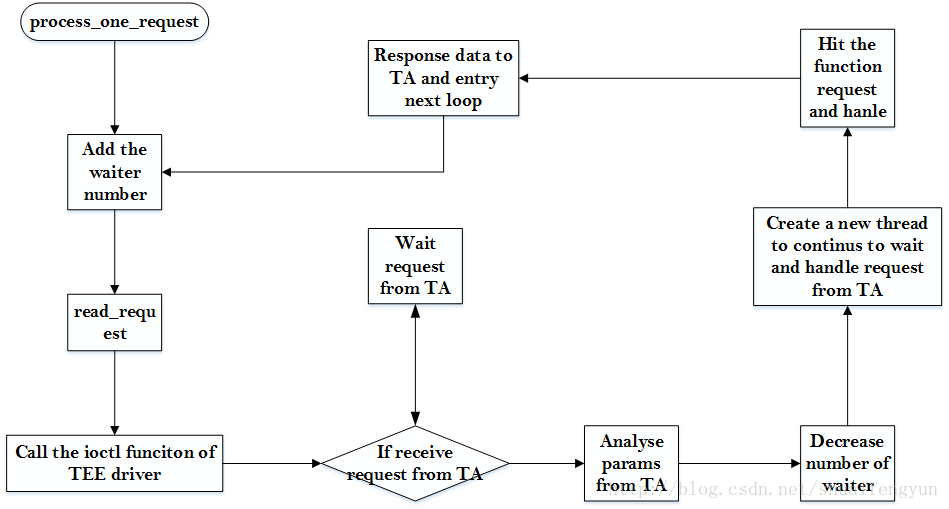 process_one_request
Add the
waiter
number
read_requ
est
Call the ioctl funciton of
TEE driver
If receive
request from TA
Wait
request
from TA
Analyse
params
from TA
Decrease
number of
waiter
Create a new thread
to continus to wait
and handle request
from TA
Hit the
function
request
and hanle
Response data to
TA and entry
next loop
http://blog.csdn.net/shuaifengyun